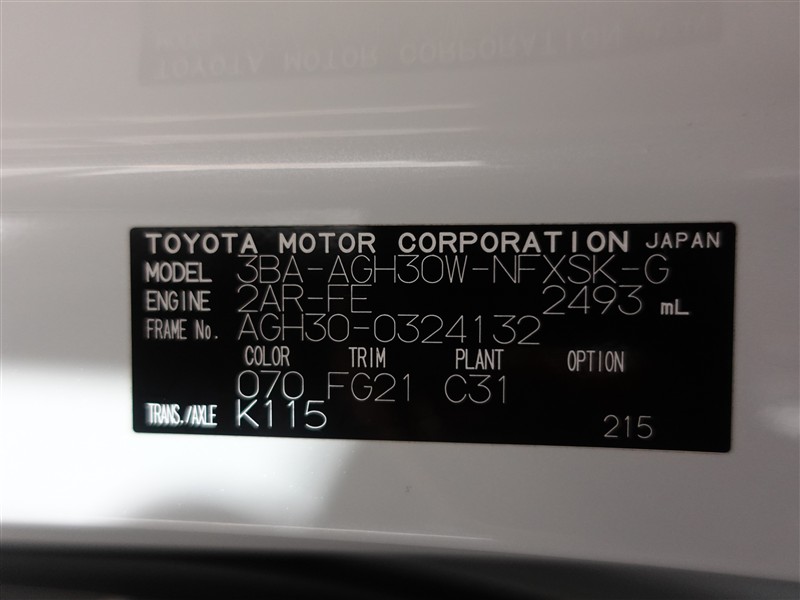 TOYOTA MOTOR CORPORATION JAPAN
MODEL 3BA-AGH30W-NFXSK-G
ENGINE 2AR-FE 2493 mL
FRAME No. AGH30-0324132
COLOR TRIM PLANT OPTION
070 FG21 C31
TRANS./AXLE K115
215